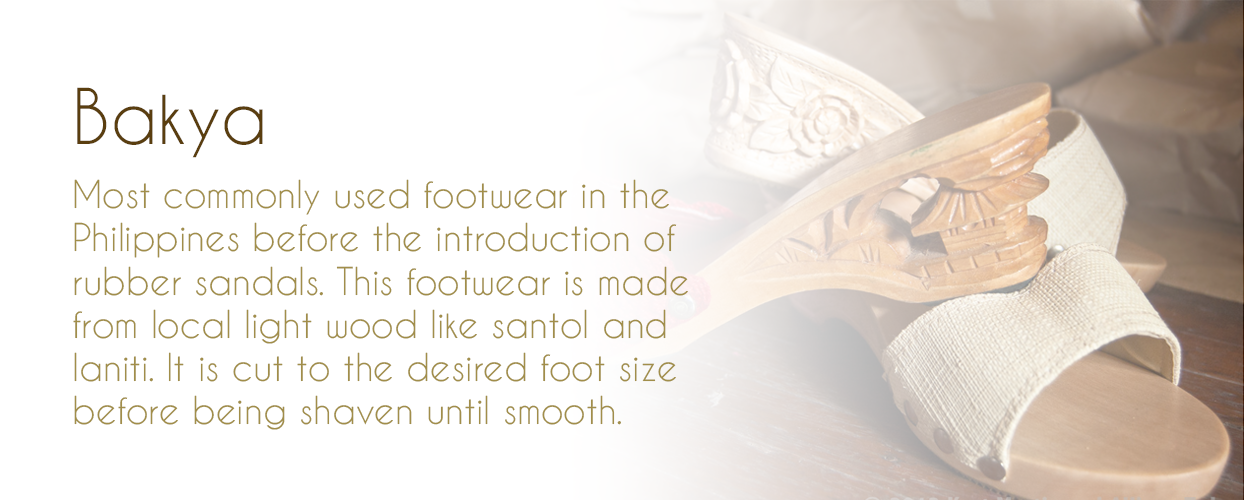 Bakya
Most commonly used footwear in the
Philippines before the introduction of
rubber sandals. This footwear is made
from local light wood like santol and
laniti. It is cut to the desired foot size
before being shaven until smooth.